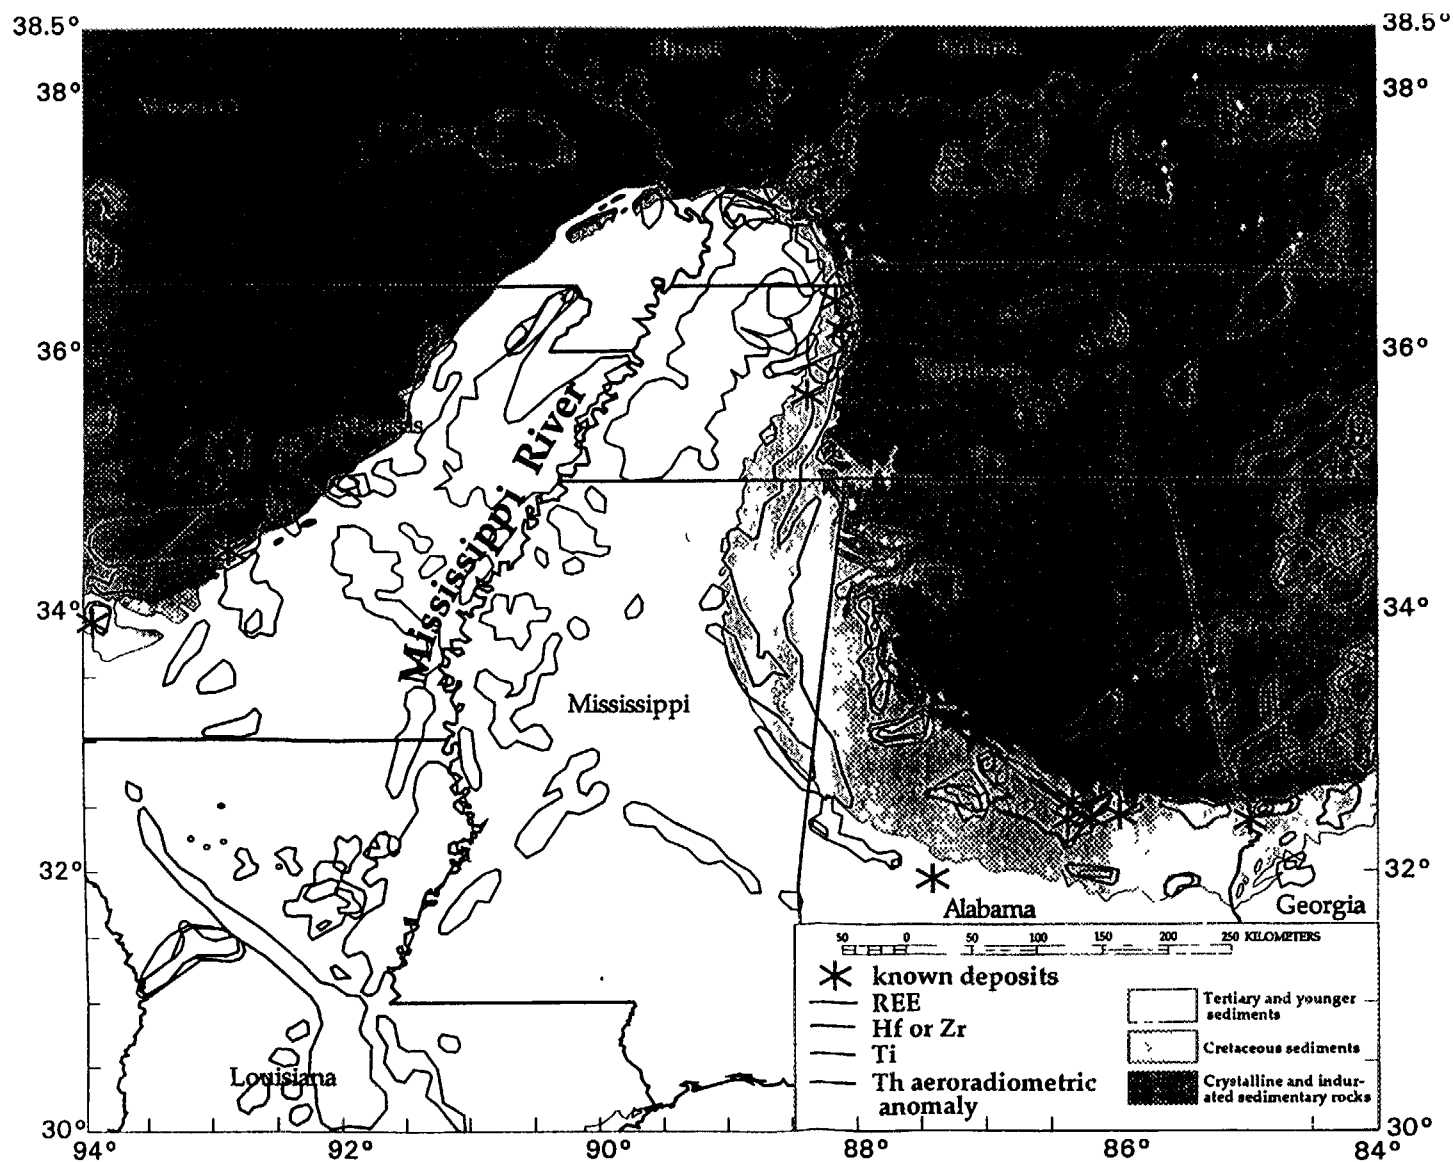 38.5°
38.5°
38°
38°
36°
36°
Mississippi River
34°
34°
Mississippi
32°
32°
Alabama
Georgia
50 0 50 100 150 200 250 KILOMETERS
known deposits
REE
Hf or Zr
Ti
Th aeroradiometric
anomaly
Tertiary and younger
sediments
Cretaceous sediments
Crystalline and indur-
ated sedimentary rocks
Louisiana
30°
30°
94°
92°
90°
88°
86°
84°